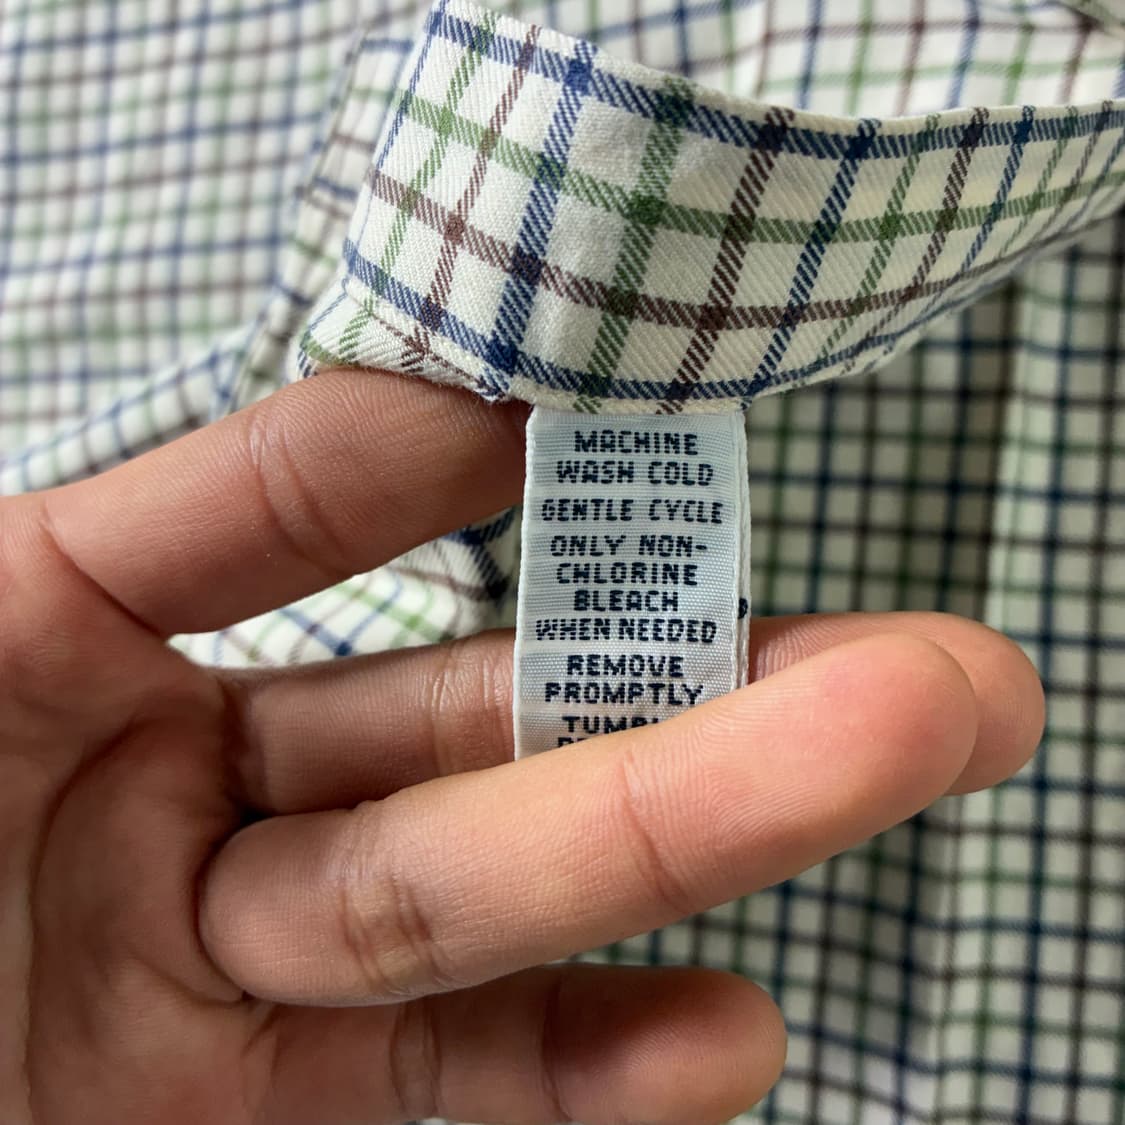 MACHINE
WASH COLD
GENTLE CYCLE
ONLY NON-
CHLORINE
BLEACH
WHEN NEEDED
REMOVE
PROMPTLY